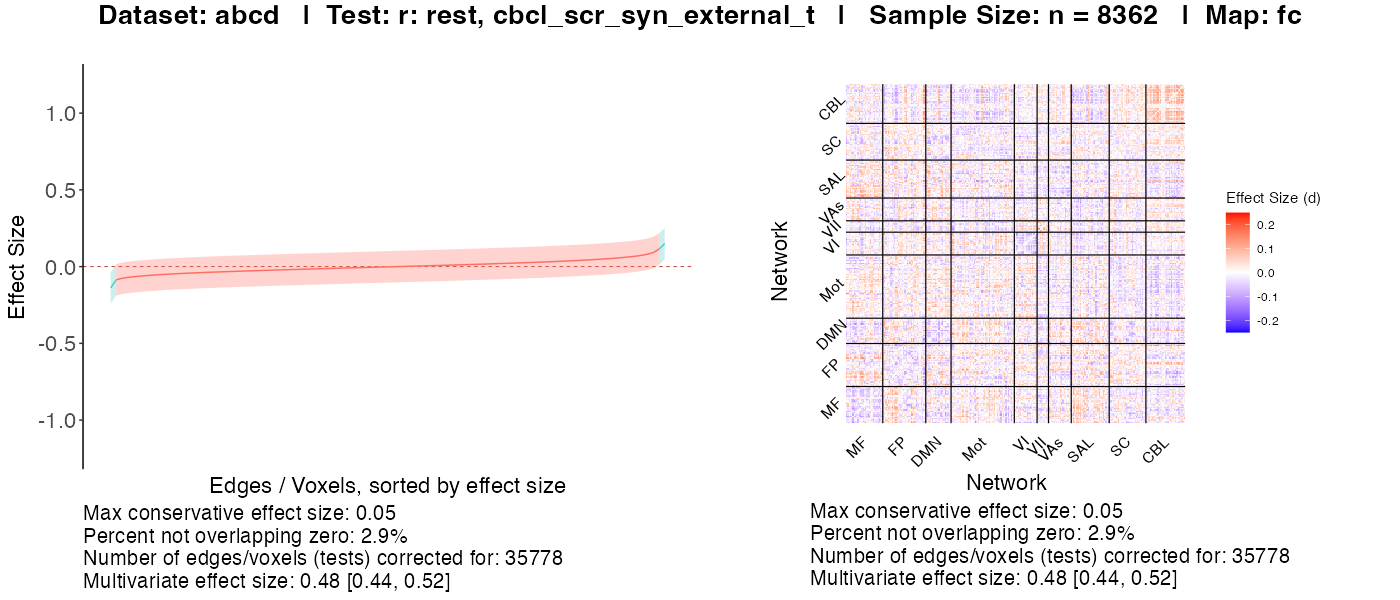 Dataset: abcd | Test: r: rest, cbcl_scr_syn_external_t | Sample Size: n = 8362 | Map: fc
Effect Size
1.0
0.5
0.0
-0.5
-1.0
Edges / Voxels, sorted by effect size
Max conservative effect size: 0.05
Percent not overlapping zero: 2.9%
Number of edges/voxels (tests) corrected for: 35778
Multivariate effect size: 0.48 [0.44, 0.52]
Network
CBL
SC
SAL
VAs
VII
VI
Mot
DMN
FP
MF
MF
FP
DMN
Mot
VI
VII
VAs
SAL
SC
CBL
Network
Effect Size (d)
0.2
0.1
0.0
-0.1
-0.2
Max conservative effect size: 0.05
Percent not overlapping zero: 2.9%
Number of edges/voxels (tests) corrected for: 35778
Multivariate effect size: 0.48 [0.44, 0.52]